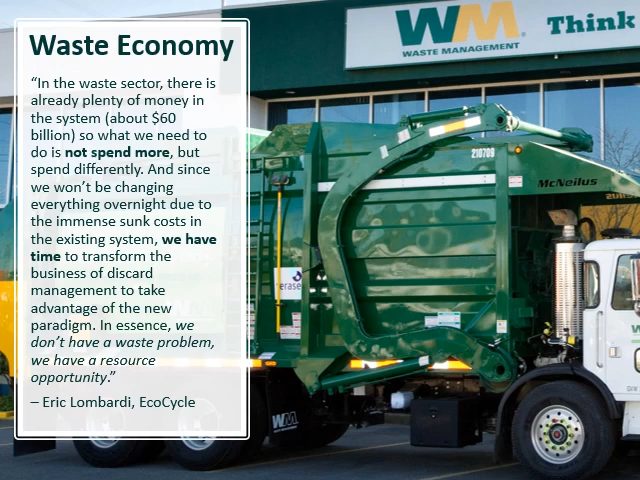 Waste Economy
“In the waste sector, there is
already plenty of money in
the system (about $60
billion) so what we need to
do is not spend more, but
spend differently. And since
we won’t be changing
everything overnight due to
the immense sunk costs in
the existing system, we have
time to transform the
business of discard
management to take
advantage of the new
paradigm. In essence, we
don’t have a waste problem,
we have a resource
opportunity.”
– Eric Lombardi, EcoCycle
WM
WASTE MANAGEMENT
Think
210709
McNeilus
WM